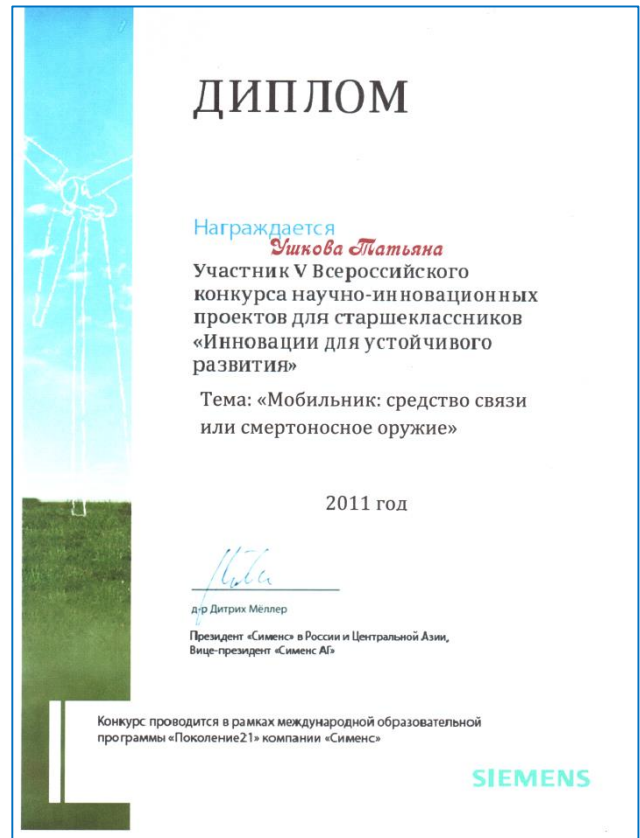 ДИПЛОМ
Награждается
Ушкова Татьяна
Участник V Всероссийского
конкурса научно-инновационных
проектов для старшеклассников
«Инновации для устойчивого
развития»
Тема: «Мобильник: средство связи
или смертоносное оружие»
2011 год
д-р Дитрих Мёллер
Президент «Сименс» в России и Центральной Азии,
Вице-президент «Сименс АГ»
Конкурс проводится в рамках международной образовательной
программы «Поколение21» компании «Сименс»
SIEMENS